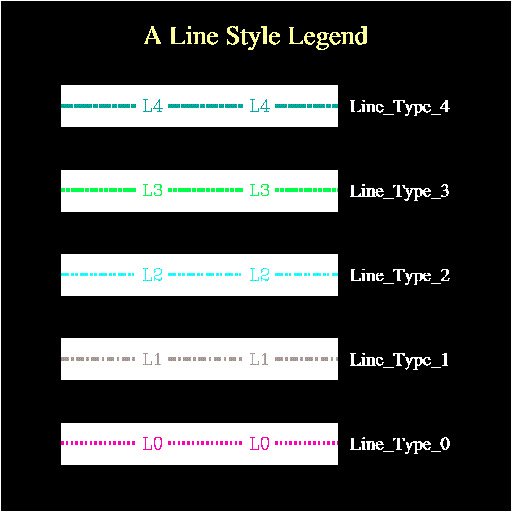 A Line Style Legend
L4 L4 Line_Type_4
L3 L3 Line_Type_3
L2 L2 Line_Type_2
L1 L1 Line_Type_1
L0 L0 Line_Type_0